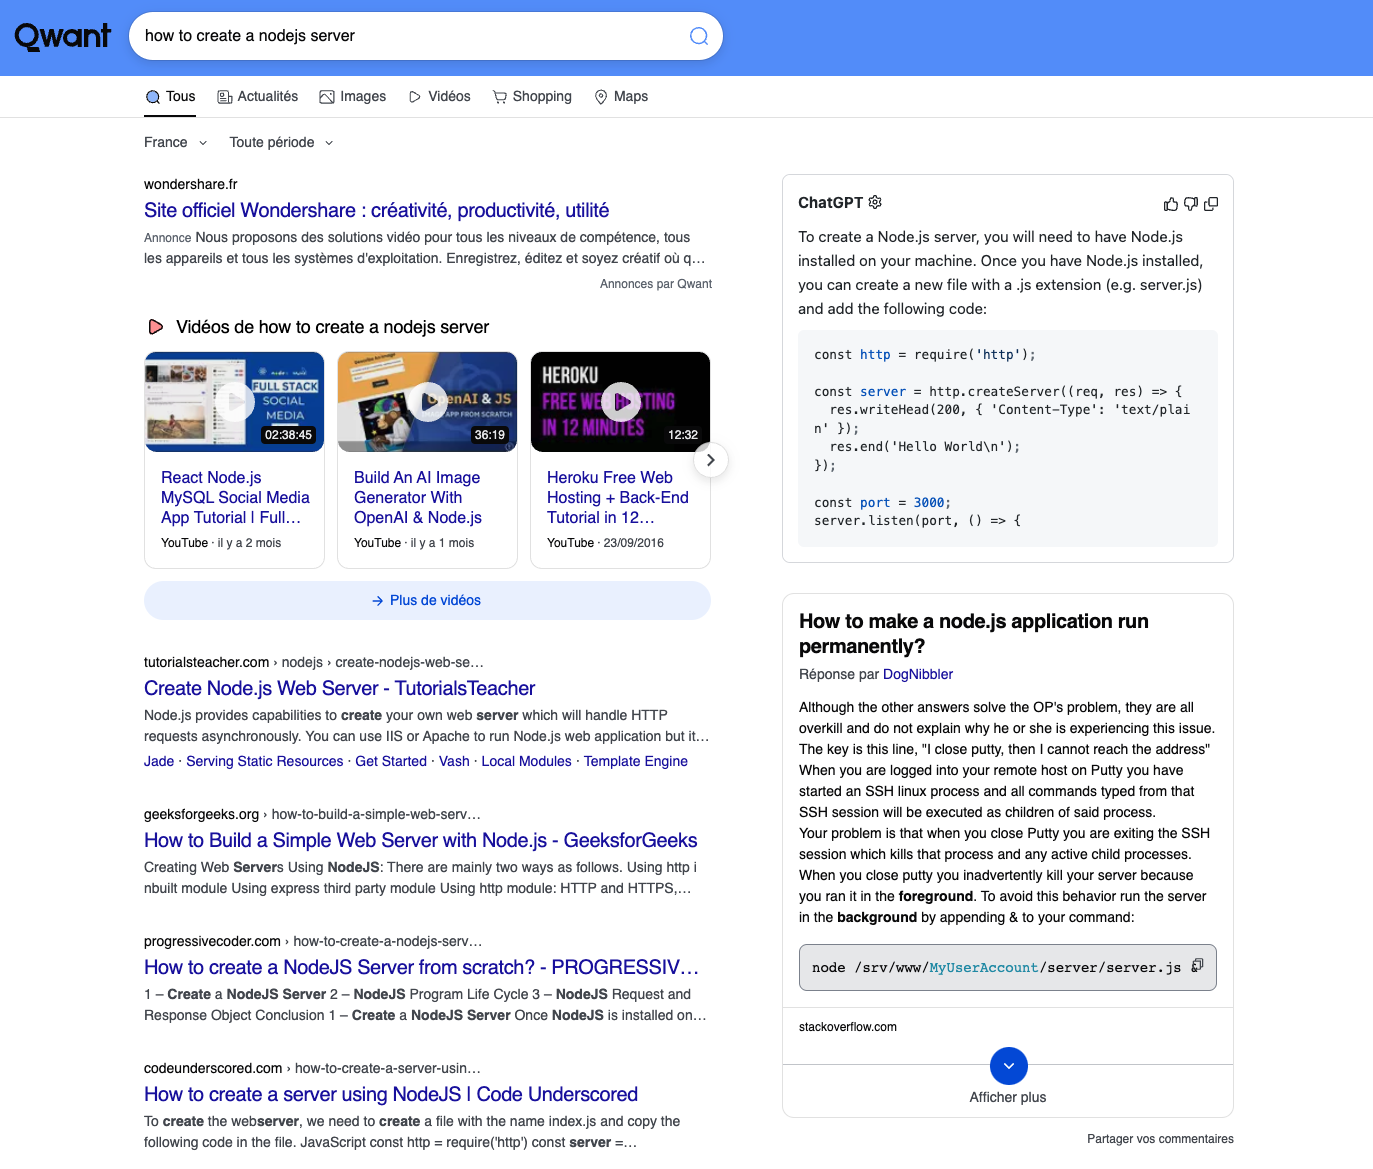 Qwant
how to create a nodejs server
Tous
Actualités
Images
Vidéos
Shopping
Maps
France
Toute période
wondershare.fr
Site officiel Wondershare : créativité, productivité, utilité
Annonce Nous proposons des solutions vidéo pour tous les niveaux de compétence, tous
les appareils et tous les systèmes d'exploitation. Enregistrez, éditez et soyez créatif où q…
Annonces par Qwant
Vidéos de how to create a nodejs server
FULL STACK
SOCIAL
MEDIA
02:38:45
React Node.js
MySQL Social Media
App Tutorial | Full…
YouTube · il y a 2 mois
OpenAI & JS
IMAGE APP FROM SCRATCH
36:19
Build An AI Image
Generator With
OpenAI & Node.js
YouTube · il y a 1 mois
HEROKU
FREE WEB HOSTING
IN 12 MINUTES
12:32
Heroku Free Web
Hosting + Back-End
Tutorial in 12…
YouTube · 23/09/2016
→ Plus de vidéos
tutorialsteacher.com › nodejs › create-nodejs-web-se…
Create Node.js Web Server - TutorialsTeacher
Node.js provides capabilities to create your own web server which will handle HTTP
requests asynchronously. You can use IIS or Apache to run Node.js web application but it…
Jade · Serving Static Resources · Get Started · Vash · Local Modules · Template Engine
geeksforgeeks.org › how-to-build-a-simple-web-serv…
How to Build a Simple Web Server with Node.js - GeeksforGeeks
Creating Web Servers Using NodeJS: There are mainly two ways as follows. Using http i
nbuilt module Using express third party module Using http module: HTTP and HTTPS,…
progressivecoder.com › how-to-create-a-nodejs-serv…
How to create a NodeJS Server from scratch? - PROGRESSIV…
1 – Create a NodeJS Server 2 – NodeJS Program Life Cycle 3 – NodeJS Request and
Response Object Conclusion 1 – Create a NodeJS Server Once NodeJS is installed on…
codeunderscored.com › how-to-create-a-server-usin…
How to create a server using NodeJS | Code Underscored
To create the webserver, we need to create a file with the name index.js and copy the
following code in the file. JavaScript const http = require('http') const server =…
ChatGPT
To create a Node.js server, you will need to have Node.js
installed on your machine. Once you have Node.js installed,
you can create a new file with a .js extension (e.g. server.js)
and add the following code:
const http = require('http');
const server = http.createServer((req, res) => {
res.writeHead(200, { 'Content-Type': 'text/plai
n' });
res.end('Hello World\n');
});
const port = 3000;
server.listen(port, () => {
How to make a node.js application run
permanently?
Réponse par DogNibbler
Although the other answers solve the OP's problem, they are all
overkill and do not explain why he or she is experiencing this issue.
The key is this line, "I close putty, then I cannot reach the address"
When you are logged into your remote host on Putty you have
started an SSH linux process and all commands typed from that
SSH session will be executed as children of said process.
Your problem is that when you close Putty you are exiting the SSH
session which kills that process and any active child processes.
When you close putty you inadvertently kill your server because
you ran it in the foreground. To avoid this behavior run the server
in the background by appending & to your command:
node /srv/www/MyUserAccount/server/server.js &
stackoverflow.com
Afficher plus
Partager vos commentaires